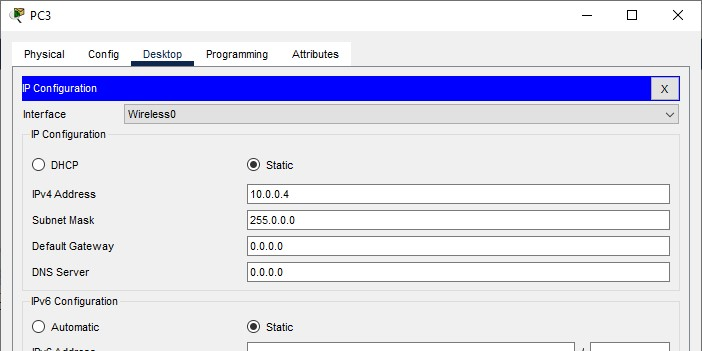 PC3
Physical Config Desktop Programming Attributes
IP Configuration X
Interface Wireless0
IP Configuration
DHCP Static
IPv4 Address 10.0.0.4
Subnet Mask 255.0.0.0
Default Gateway 0.0.0.0
DNS Server 0.0.0.0
IPv6 Configuration
Automatic Static
IPv6 Address /